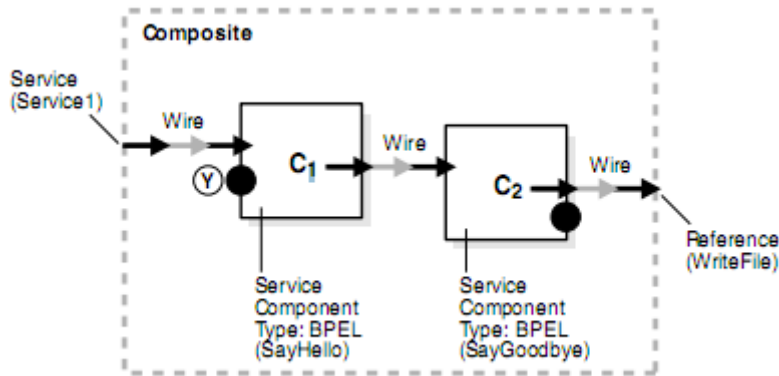 Composite
Service
(Service1)
Wire
C1
Y
Wire
C2
Wire
Reference
(WriteFile)
Service
Component
Type: BPEL
(SayHello)
Service
Component
Type: BPEL
(SayGoodbye)